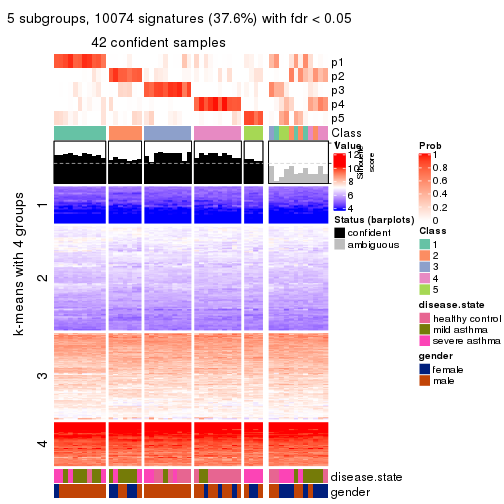 5 subgroups, 10074 signatures (37.6%) with fdr < 0.05
42 confident samples
p1
p2
p3
p4
p5
Class
k-means with 4 groups
1
2
3
4
disease.state
gender
Silhouette
score
Value
12
10
8
6
4
Status (barplots)
confident
ambiguous
Prob
1
0.8
0.6
0.4
0.2
0
Class
1
2
3
4
5
disease.state
healthy control
mild asthma
severe asthma
gender
female
male